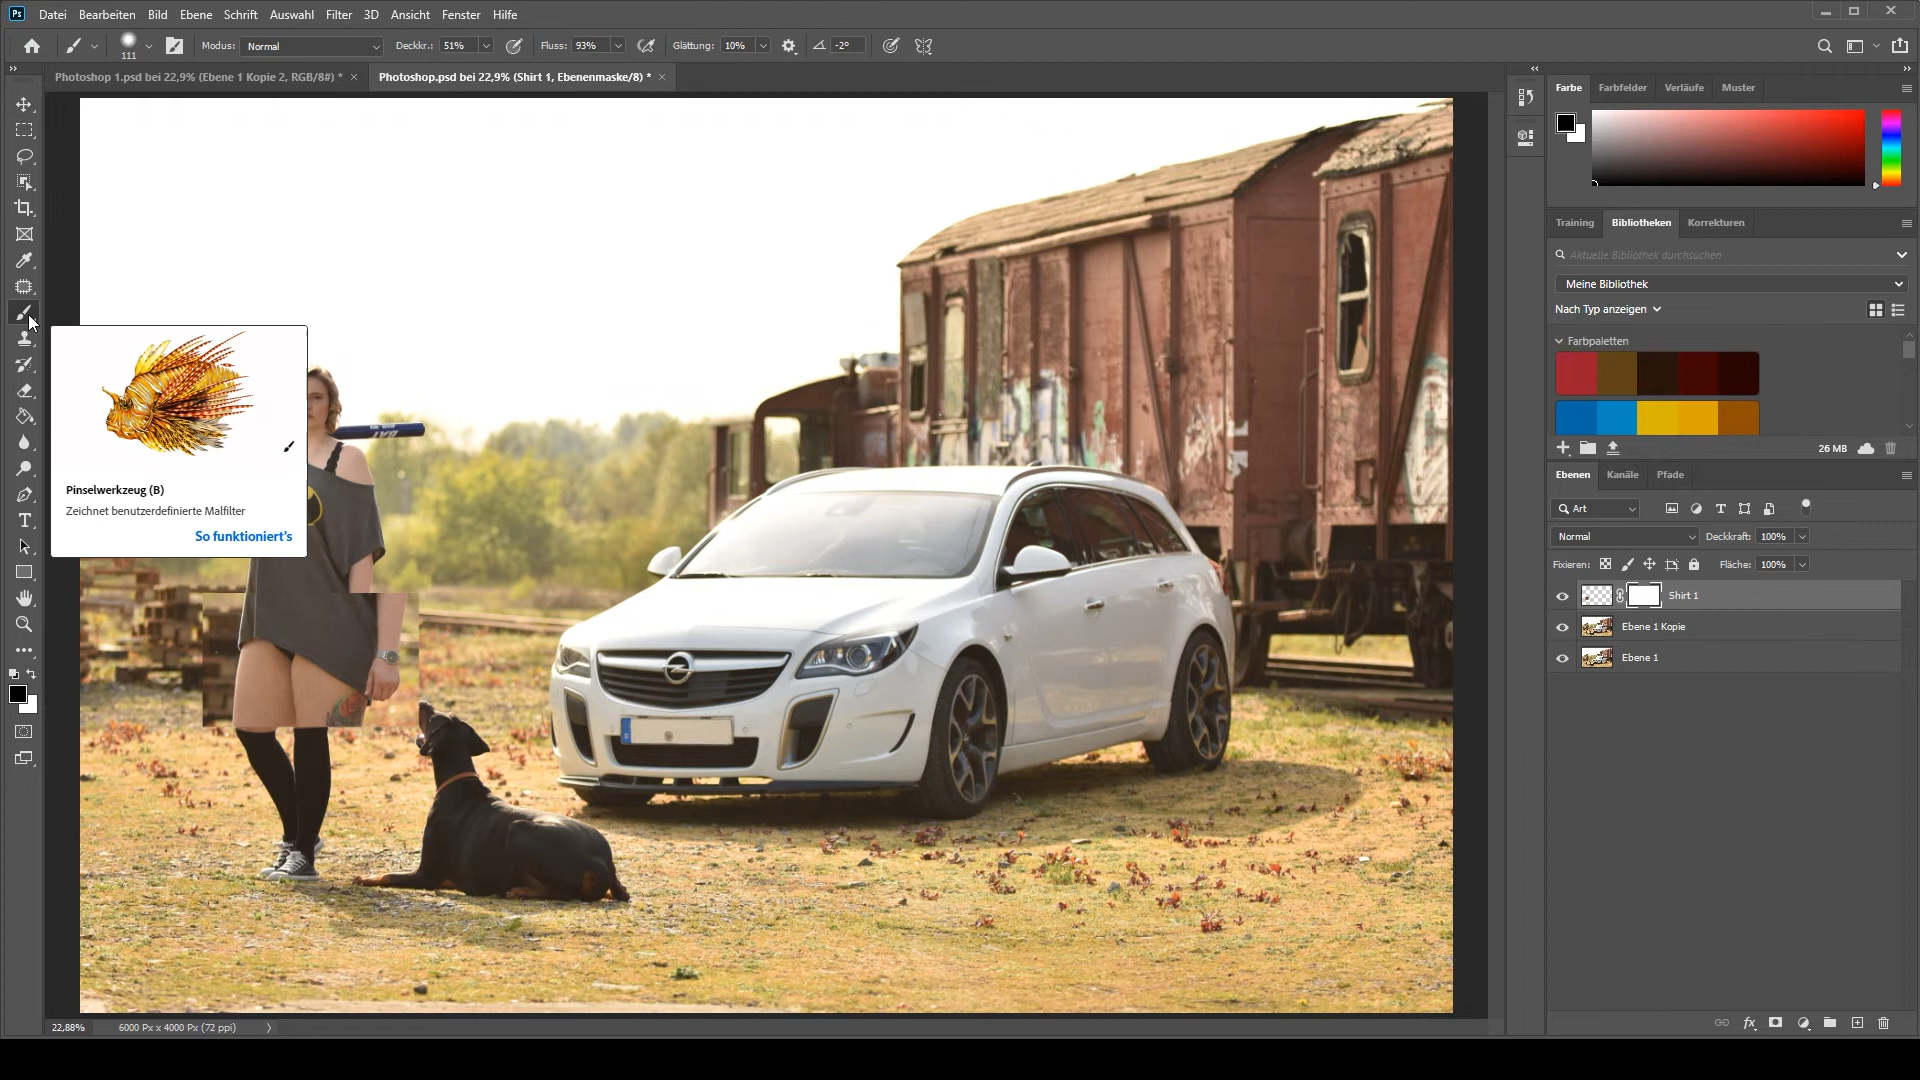 Ps Datei Bearbeiten Bild Ebene Schrift Auswahl Filter 3D Ansicht Fenster Hilfe
111 Modus: Normal Deckkr.: 51% Fluss: 93% Glättung: 10% -2°
Photoshop 1.psd bei 22,9% (Ebene 1 Kopie 2, RGB/8#) * Photoshop.psd bei 22,9% (Shirt 1, Ebenenmaske/8) *
Farbe Farbfelder Verläufe Muster
Training Bibliotheken Korrekturen
Aktuelle Bibliothek durchsuchen
Meine Bibliothek
Nach Typ anzeigen
Farbpaletten
26 MB
Ebenen Kanäle Pfade
Art
Normal Deckkraft: 100%
Fixieren: Fläche: 100%
Shirt 1
Ebene 1 Kopie
Ebene 1
Pinselwerkzeug (B)
Zeichnet benutzerdefinierte Malfilter
So funktioniert's
22,88% 6000 Px x 4000 Px (72 ppi)
fx